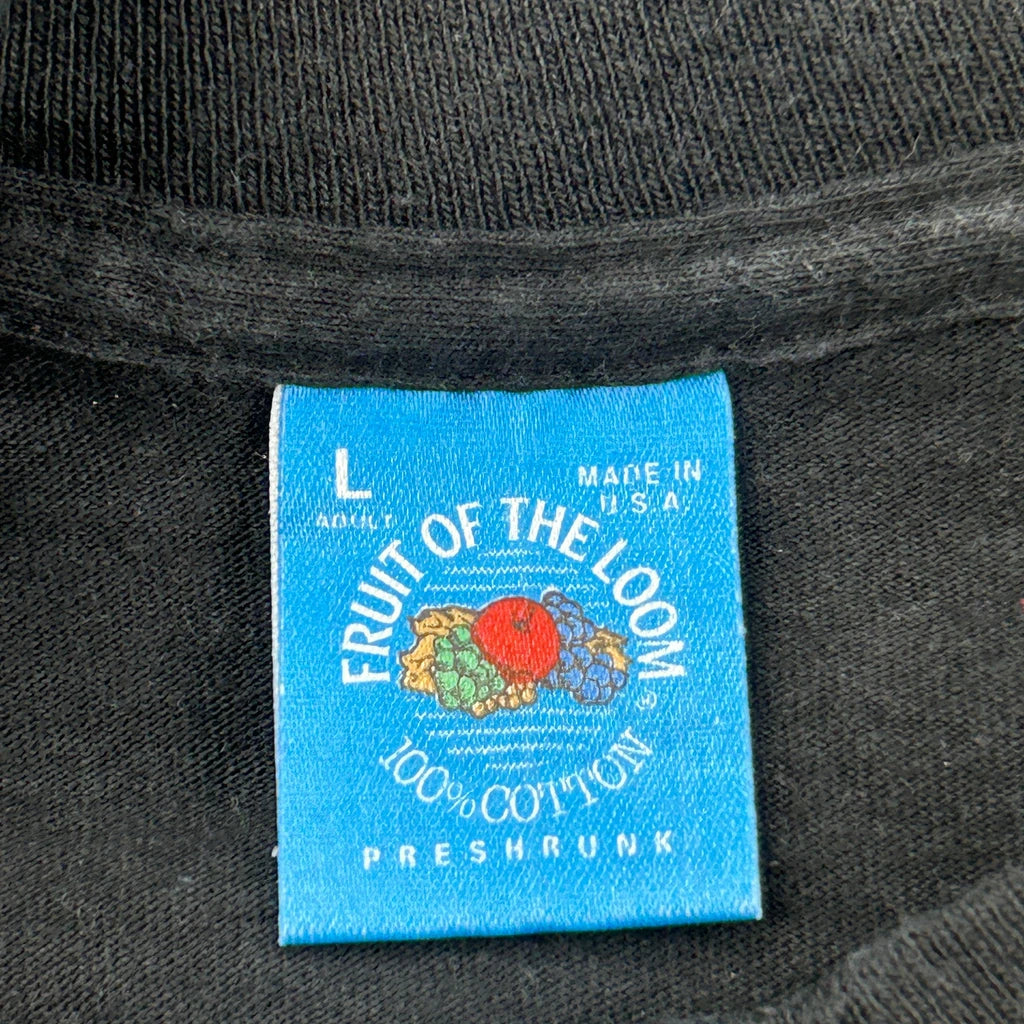 L
ADULT
MADE IN
U S A
FRUIT OF THE LOOM
®
100% COTTON
PRESHRUNK